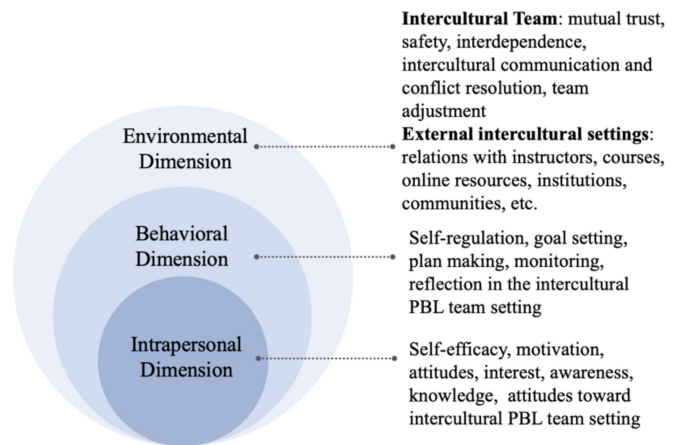 Intercultural Team: mutual trust,
safety, interdependence,
intercultural communication and
conflict resolution, team
adjustment
Environmental
Dimension
External intercultural settings:
relations with instructors, courses,
online resources, institutions,
communities, etc.
Behavioral
Dimension
Self-regulation, goal setting,
plan making, monitoring,
reflection in the intercultural
PBL team setting
Intrapersonal
Dimension
Self-efficacy, motivation,
attitudes, interest, awareness,
knowledge, attitudes toward
intercultural PBL team setting